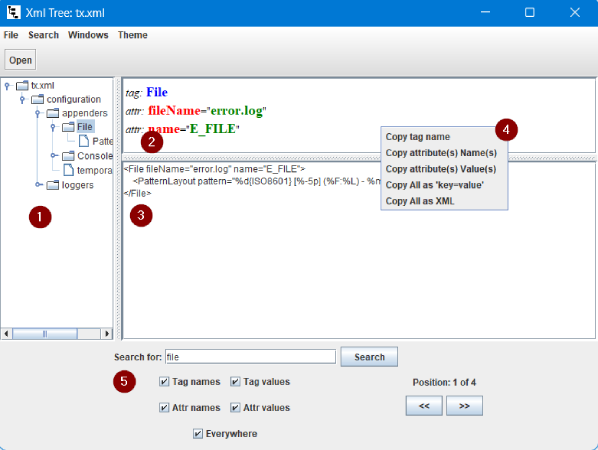 Xml Tree: tx.xml
File Search Windows Theme
Open
tx.xml
configuration
appenders
File
Patte
Console
tempora
loggers
1
tag: File
attr: fileName="error.log"
attr: name="E_FILE"
2
4
Copy tag name
Copy attribute(s) Name(s)
Copy attribute(s) Value(s)
Copy All as 'key=value'
Copy All as XML
<File fileName="error.log" name="E_FILE">
<PatternLayout pattern="%d{ISO8601} [%-5p] (%F:%L) - %m
</File>
3
Search for: file Search
5
Tag names Tag values
Attr names Attr values
Everywhere
Position: 1 of 4
<< >>